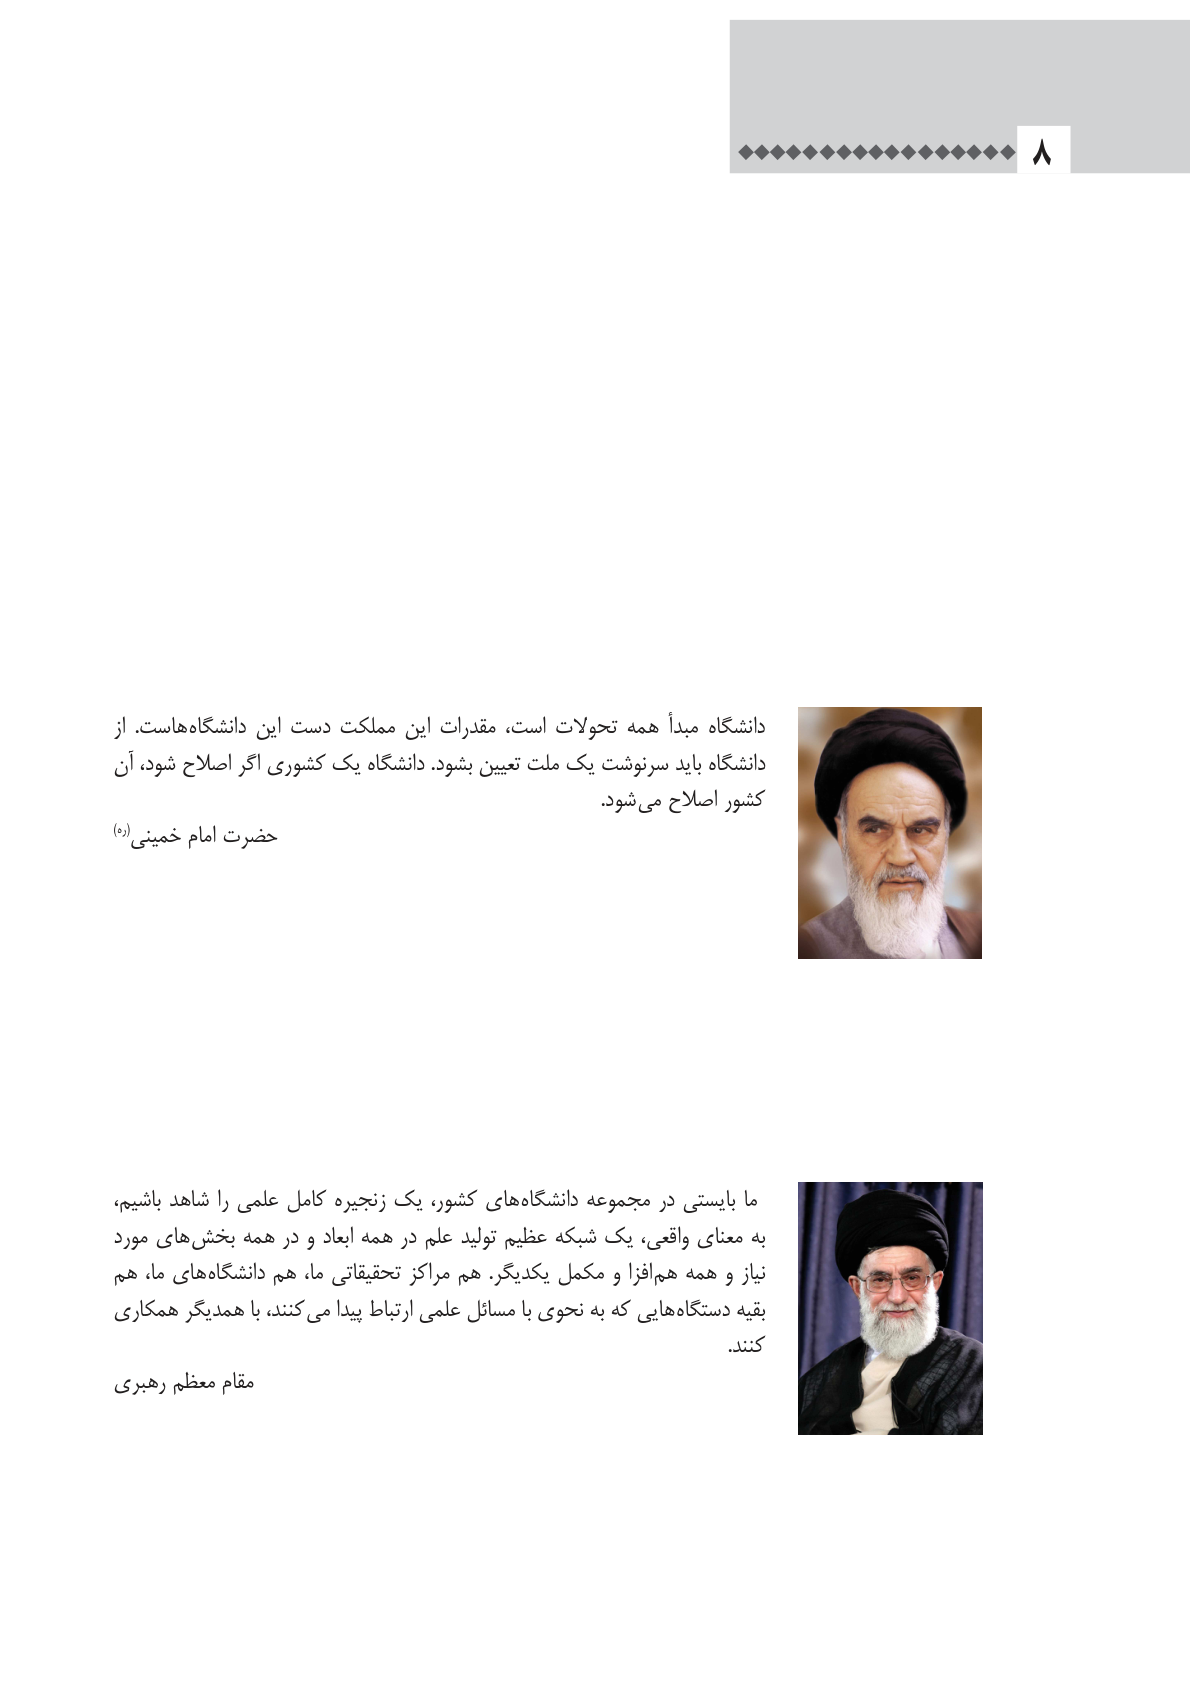 ۸
دانشگاه مبدأ همه تحولات است، مقدرات این مملکت دست این دانشگاه‌هاست. از
دانشگاه باید سرنوشت یک ملت تعیین بشود. دانشگاه یک کشوری اگر اصلاح شود، آن
کشور اصلاح می‌شود.
حضرت امام خمینی(ره)
ما بایستی در مجموعه دانشگاه‌های کشور، یک زنجیره کامل علمی را شاهد باشیم،
به معنای واقعی، یک شبکه عظیم تولید علم در همه ابعاد و در همه بخش‌های مورد
نیاز و همه هم‌افزا و مکمل یکدیگر. هم مراکز تحقیقاتی ما، هم دانشگاه‌های ما، هم
بقیه دستگاه‌هایی که به نحوی با مسائل علمی ارتباط پیدا می‌کنند، با همدیگر همکاری
کنند.
مقام معظم رهبری